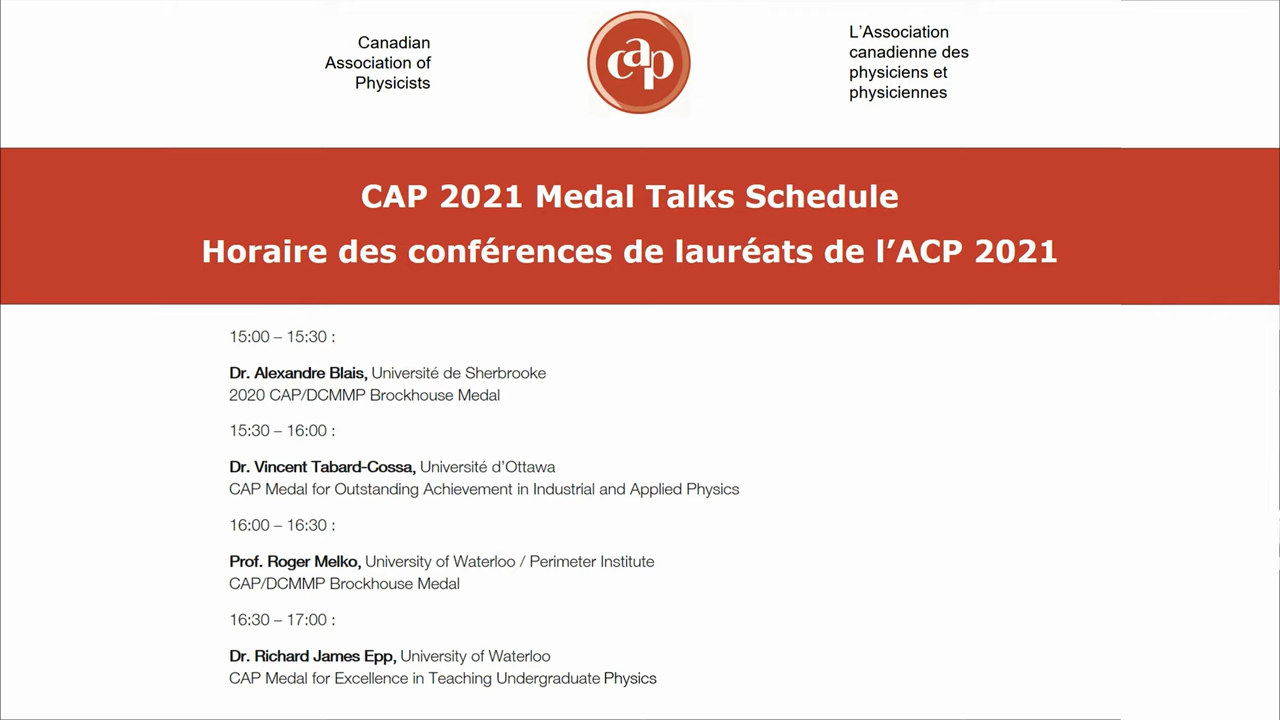 Canadian
Association of
Physicists
cap
L’Association
canadienne des
physiciens et
physiciennes
CAP 2021 Medal Talks Schedule
Horaire des conférences de lauréats de l’ACP 2021
15:00 – 15:30 :
Dr. Alexandre Blais, Université de Sherbrooke
2020 CAP/DCMMP Brockhouse Medal
15:30 – 16:00 :
Dr. Vincent Tabard-Cossa, Université d’Ottawa
CAP Medal for Outstanding Achievement in Industrial and Applied Physics
16:00 – 16:30 :
Prof. Roger Melko, University of Waterloo / Perimeter Institute
CAP/DCMMP Brockhouse Medal
16:30 – 17:00 :
Dr. Richard James Epp, University of Waterloo
CAP Medal for Excellence in Teaching Undergraduate Physics